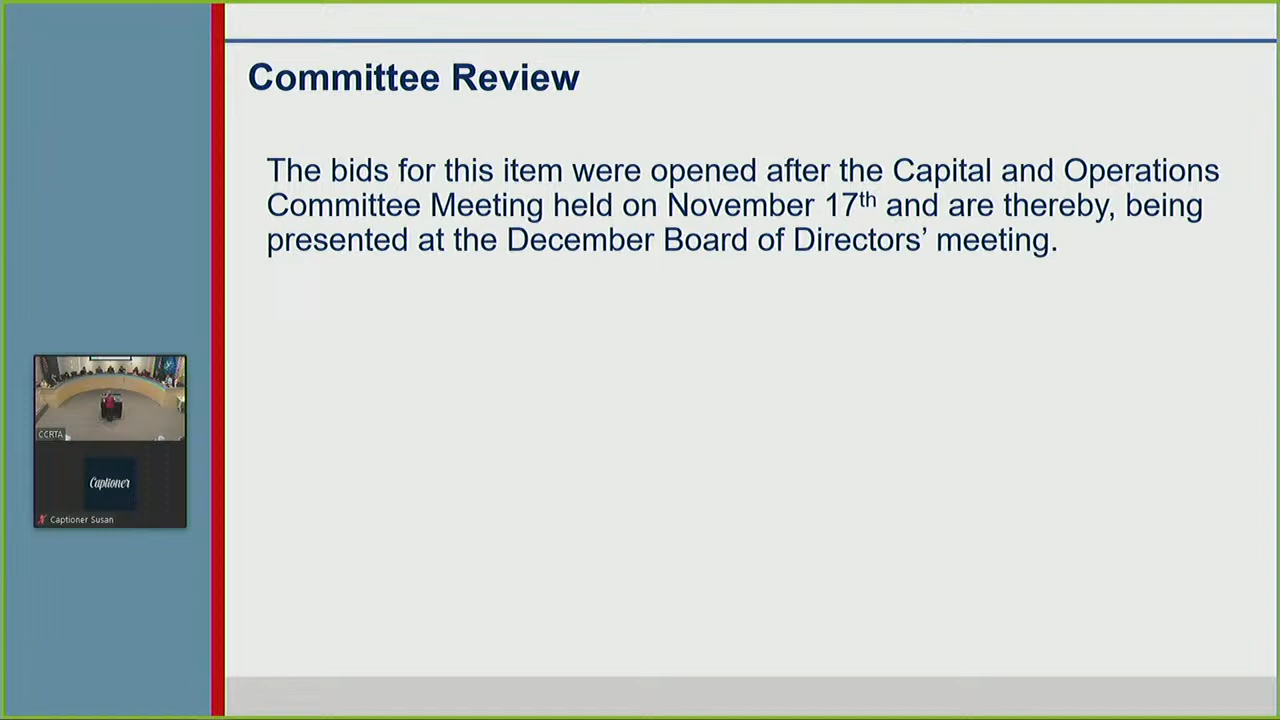 Committee Review
The bids for this item were opened after the Capital and Operations
Committee Meeting held on November 17th and are thereby, being
presented at the December Board of Directors’ meeting.
CCRTA
Captioner
Captioner Susan